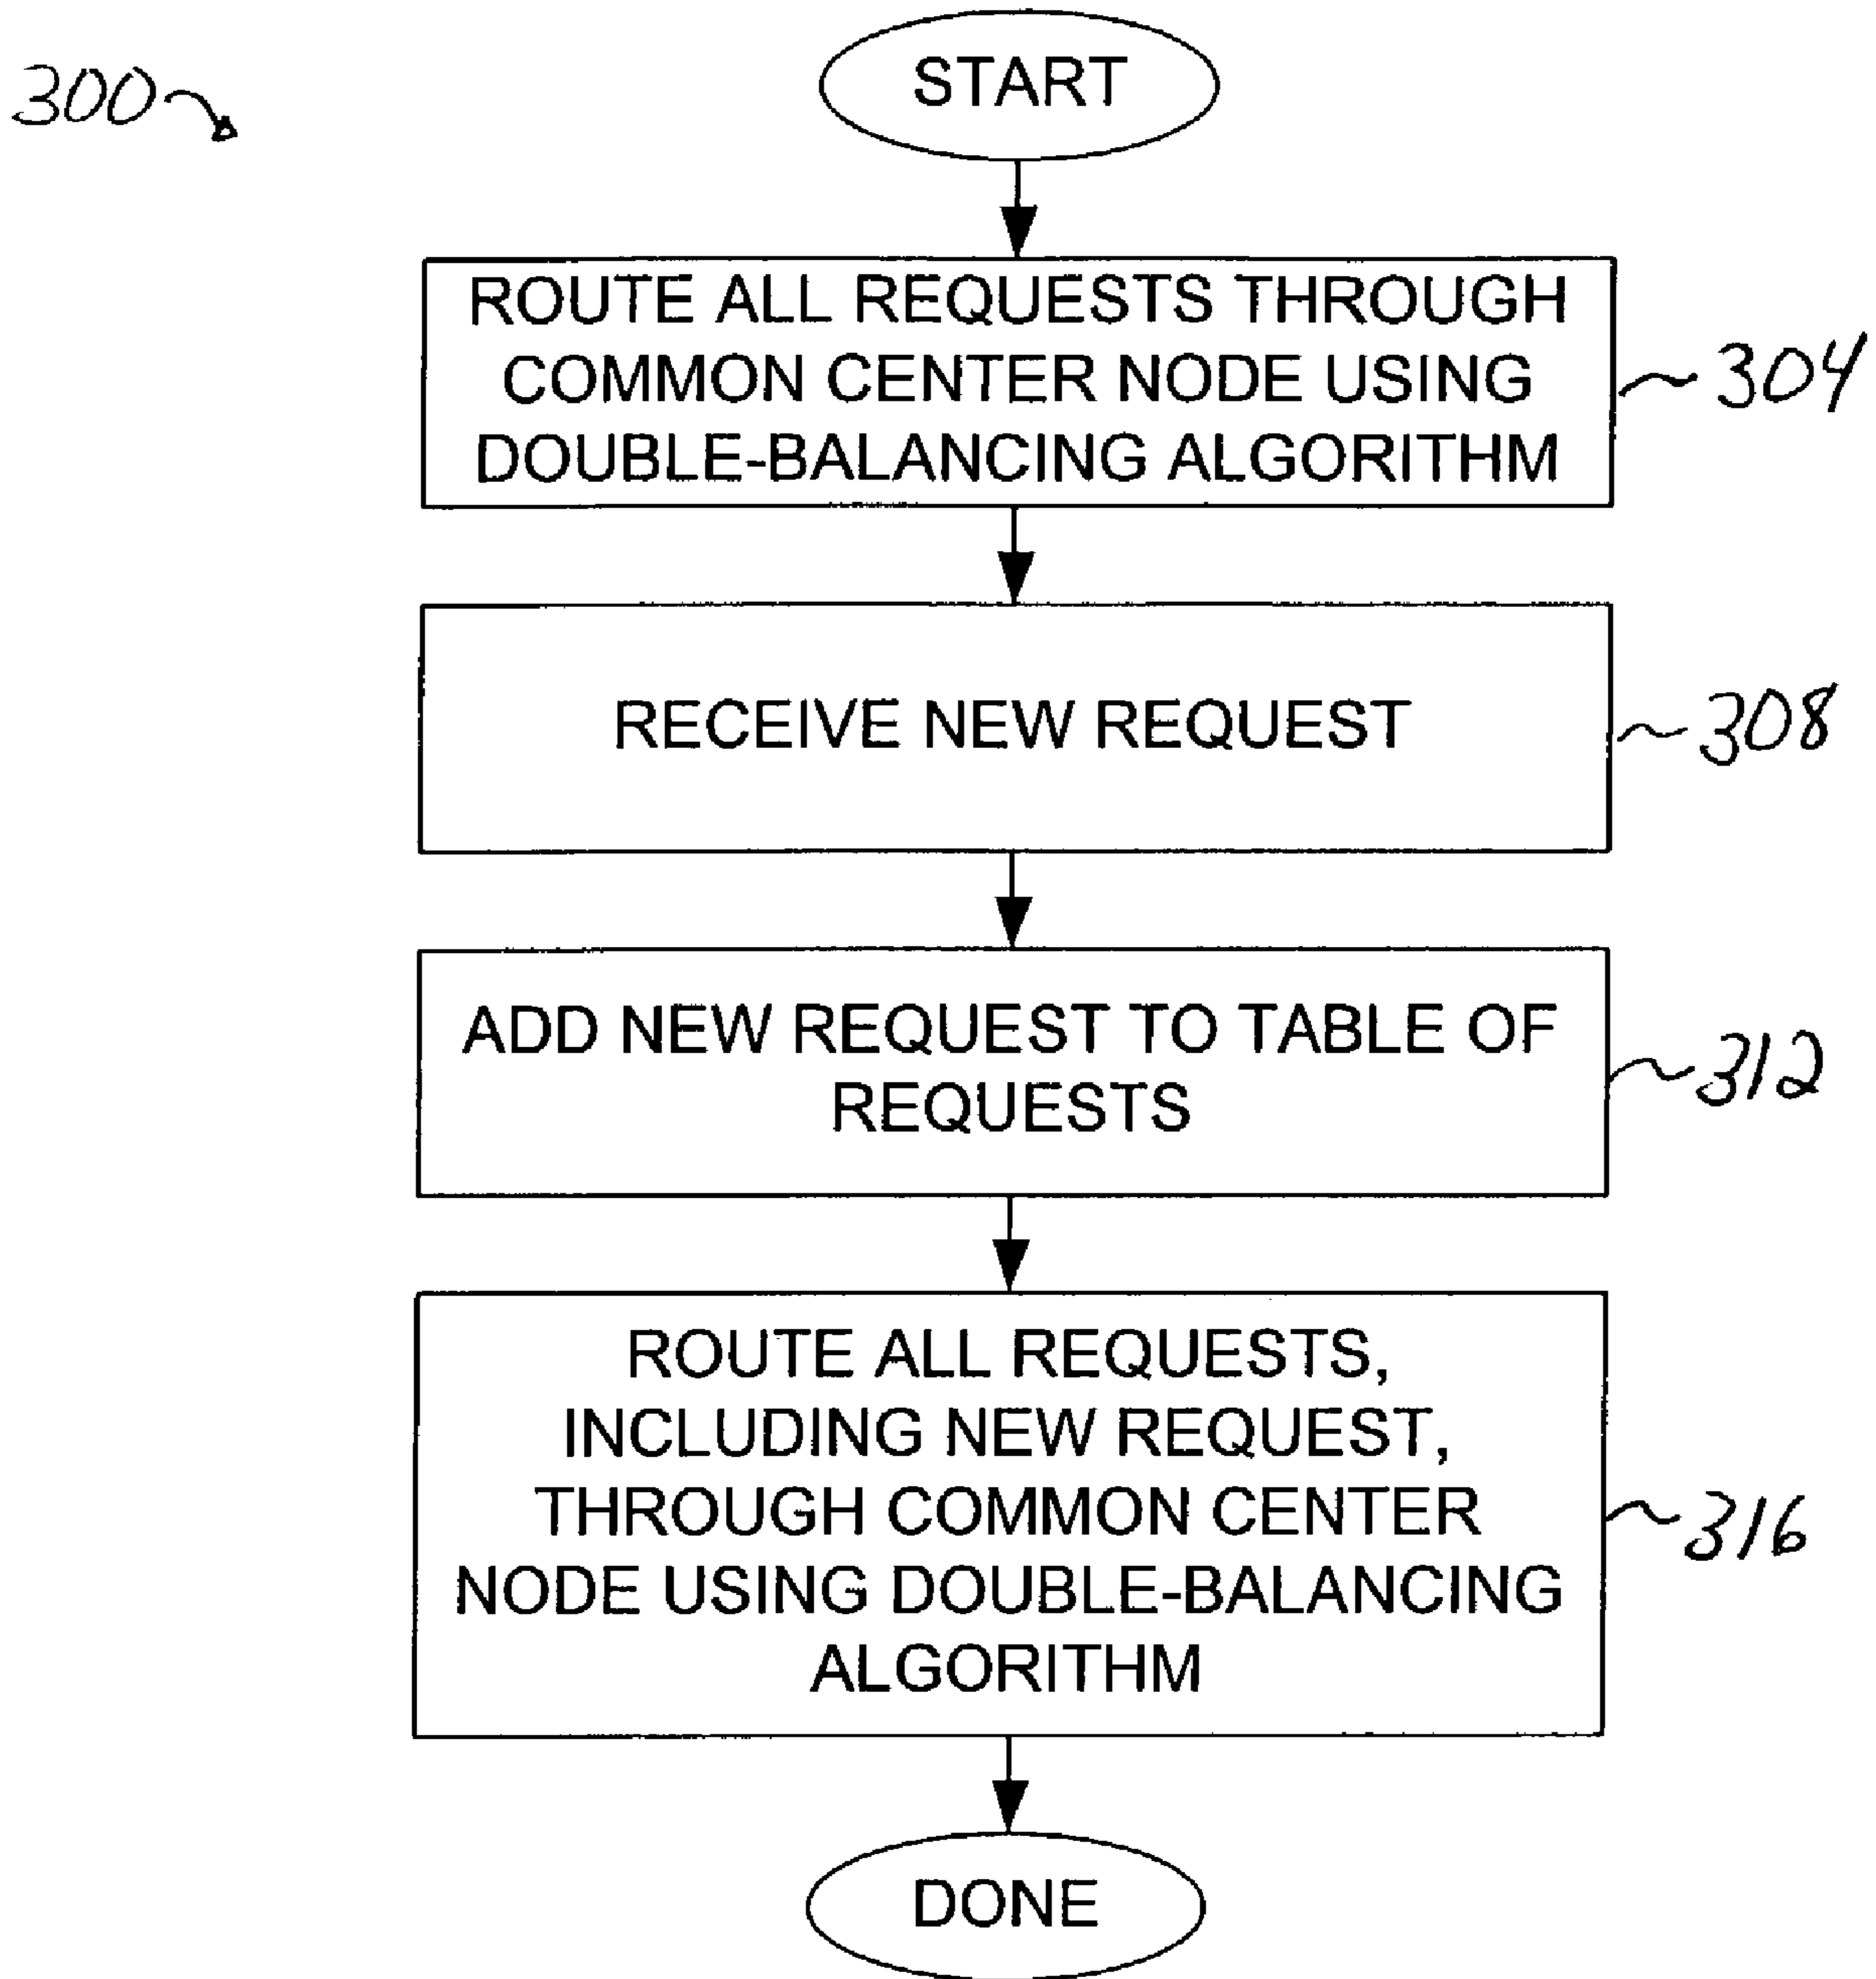 300
START
ROUTE ALL REQUESTS THROUGH
COMMON CENTER NODE USING
DOUBLE-BALANCING ALGORITHM
304
RECEIVE NEW REQUEST
308
ADD NEW REQUEST TO TABLE OF
REQUESTS
312
ROUTE ALL REQUESTS,
INCLUDING NEW REQUEST,
THROUGH COMMON CENTER
NODE USING DOUBLE-BALANCING
ALGORITHM
316
DONE